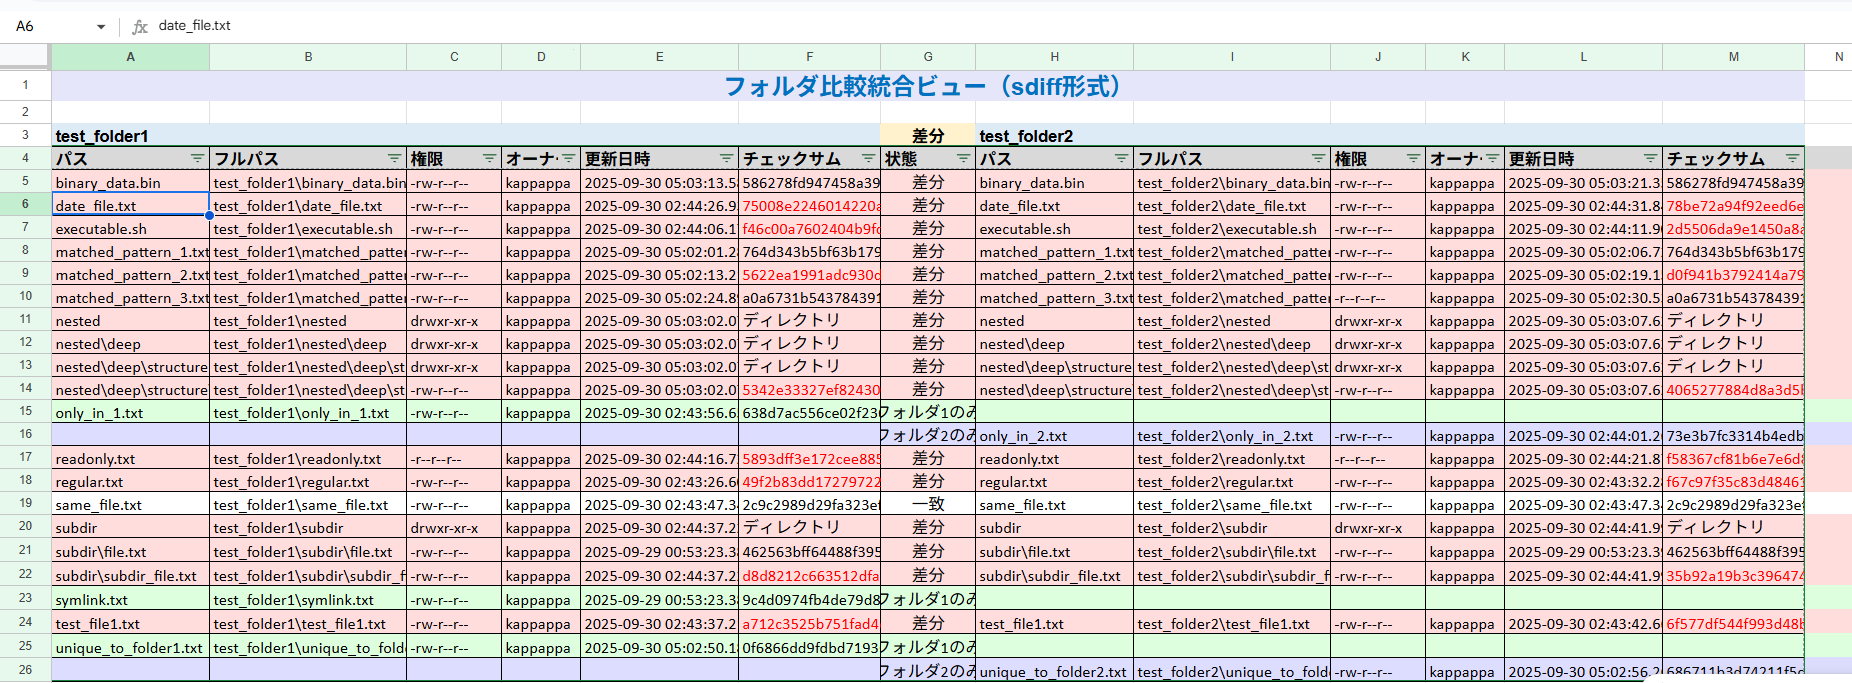 A6 fx date_file.txt
A B C D E F G H I J K L M N
1 フォルダ比較統合ビュー（sdiff形式）
2
3 test_folder1 差分 test_folder2
4 パス フルパス 権限 オーナ 更新日時 チェックサム 状態 パス フルパス 権限 オーナ 更新日時 チェックサム
5 binary_data.bin test_folder1\binary_data.bin -rw-r--r-- kappappa 2025-09-30 05:03:13.5 586278fd947458a39 差分 binary_data.bin test_folder2\binary_data.bin -rw-r--r-- kappappa 2025-09-30 05:03:21.3 586278fd947458a39
6 date_file.txt test_folder1\date_file.txt -rw-r--r-- kappappa 2025-09-30 02:44:26.9 75008e2246014220a 差分 date_file.txt test_folder2\date_file.txt -rw-r--r-- kappappa 2025-09-30 02:44:31.8 78be72a94f92eed6e
7 executable.sh test_folder1\executable.sh -rw-r--r-- kappappa 2025-09-30 02:44:06.1 f46c00a7602404b9f 差分 executable.sh test_folder2\executable.sh -rw-r--r-- kappappa 2025-09-30 02:44:11.9 2d5506da9e1450a8a
8 matched_pattern_1.txt test_folder1\matched_patter -rw-r--r-- kappappa 2025-09-30 05:02:01.2 764d343b5bf63b179 差分 matched_pattern_1.txt test_folder2\matched_patter -rw-r--r-- kappappa 2025-09-30 05:02:06.7 764d343b5bf63b179
9 matched_pattern_2.txt test_folder1\matched_patter -rw-r--r-- kappappa 2025-09-30 05:02:13.2 5622ea1991adc930 差分 matched_pattern_2.txt test_folder2\matched_patter -rw-r--r-- kappappa 2025-09-30 05:02:19.1 d0f941b3792414a79
10 matched_pattern_3.txt test_folder1\matched_patter -rw-r--r-- kappappa 2025-09-30 05:02:24.8 a0a6731b543784391 差分 matched_pattern_3.txt test_folder2\matched_patter -r--r--r-- kappappa 2025-09-30 05:02:30.5 a0a6731b543784391
11 nested test_folder1\nested drwxr-xr-x kappappa 2025-09-30 05:03:02.0 ディレクトリ 差分 nested test_folder2\nested drwxr-xr-x kappappa 2025-09-30 05:03:07.6 ディレクトリ
12 nested\deep test_folder1\nested\deep drwxr-xr-x kappappa 2025-09-30 05:03:02.0 ディレクトリ 差分 nested\deep test_folder2\nested\deep drwxr-xr-x kappappa 2025-09-30 05:03:07.6 ディレクトリ
13 nested\deep\structure test_folder1\nested\deep\st drwxr-xr-x kappappa 2025-09-30 05:03:02.0 ディレクトリ 差分 nested\deep\structure test_folder2\nested\deep\st drwxr-xr-x kappappa 2025-09-30 05:03:07.6 ディレクトリ
14 nested\deep\structure test_folder1\nested\deep\st -rw-r--r-- kappappa 2025-09-30 05:03:02.0 5342e33327ef82430 差分 nested\deep\structure test_folder2\nested\deep\st -rw-r--r-- kappappa 2025-09-30 05:03:07.6 4065277884d8a3d5
15 only_in_1.txt test_folder1\only_in_1.txt -rw-r--r-- kappappa 2025-09-30 02:43:56.6 638d7ac556ce02f23 フォルダ1のみ
16 フォルダ2のみ only_in_2.txt test_folder2\only_in_2.txt -rw-r--r-- kappappa 2025-09-30 02:44:01.2 73e3b7fc3314b4edb
17 readonly.txt test_folder1\readonly.txt -r--r--r-- kappappa 2025-09-30 02:44:16.7 5893dff3e172cee885 差分 readonly.txt test_folder2\readonly.txt -r--r--r-- kappappa 2025-09-30 02:44:21.8 f58367cf81b6e7e6d
18 regular.txt test_folder1\regular.txt -rw-r--r-- kappappa 2025-09-30 02:43:26.6 49f2b83dd17279722 差分 regular.txt test_folder2\regular.txt -rw-r--r-- kappappa 2025-09-30 02:43:32.2 f67c97f35c83d4846
19 same_file.txt test_folder1\same_file.txt -rw-r--r-- kappappa 2025-09-30 02:43:47.3 2c9c2989d29fa323e 一致 same_file.txt test_folder2\same_file.txt -rw-r--r-- kappappa 2025-09-30 02:43:47.3 2c9c2989d29fa323e
20 subdir test_folder1\subdir drwxr-xr-x kappappa 2025-09-30 02:44:37.2 ディレクトリ 差分 subdir test_folder2\subdir drwxr-xr-x kappappa 2025-09-30 02:44:41.9 ディレクトリ
21 subdir\file.txt test_folder1\subdir\file.txt -rw-r--r-- kappappa 2025-09-29 00:53:23.3 462563bff64488f395 差分 subdir\file.txt test_folder2\subdir\file.txt -rw-r--r-- kappappa 2025-09-29 00:53:23.3 462563bff64488f395
22 subdir\subdir_file.txt test_folder1\subdir\subdir_f -rw-r--r-- kappappa 2025-09-30 02:44:37.2 d8d8212c663512dfa 差分 subdir\subdir_file.txt test_folder2\subdir\subdir_f -rw-r--r-- kappappa 2025-09-30 02:44:41.9 35b92a19b3c396474
23 symlink.txt test_folder1\symlink.txt -rw-r--r-- kappappa 2025-09-29 00:53:23.3 9c4d0974fb4de79d8 フォルダ1のみ
24 test_file1.txt test_folder1\test_file1.txt -rw-r--r-- kappappa 2025-09-30 02:43:37.2 a712c3525b751fad4 差分 test_file1.txt test_folder2\test_file1.txt -rw-r--r-- kappappa 2025-09-30 02:43:42.6 6f577df544f993d48
25 unique_to_folder1.txt test_folder1\unique_to_fold -rw-r--r-- kappappa 2025-09-30 05:02:50.1 0f6866dd9fdbd7193 フォルダ1のみ
26 フォルダ2のみ unique_to_folder2.txt test_folder2\unique_to_fold -rw-r--r-- kappappa 2025-09-30 05:02:56.2